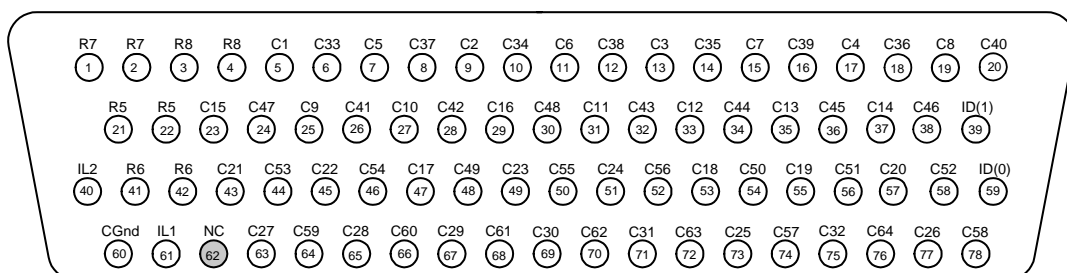 R7 R7 R8 R8 C1 C33 C5 C37 C2 C34 C6 C38 C3 C35 C7 C39 C4 C36 C8 C40
1 2 3 4 5 6 7 8 9 10 11 12 13 14 15 16 17 18 19 20
R5 R5 C15 C47 C9 C41 C10 C42 C16 C48 C11 C43 C12 C44 C13 C45 C14 C46 ID(1)
21 22 23 24 25 26 27 28 29 30 31 32 33 34 35 36 37 38 39
IL2 R6 R6 C21 C53 C22 C54 C17 C49 C23 C55 C24 C56 C18 C50 C19 C51 C20 C52 ID(0)
40 41 42 43 44 45 46 47 48 49 50 51 52 53 54 55 56 57 58 59
CGnd IL1 NC C27 C59 C28 C60 C29 C61 C30 C62 C31 C63 C25 C57 C32 C64 C26 C58
60 61 62 63 64 65 66 67 68 69 70 71 72 73 74 75 76 77 78